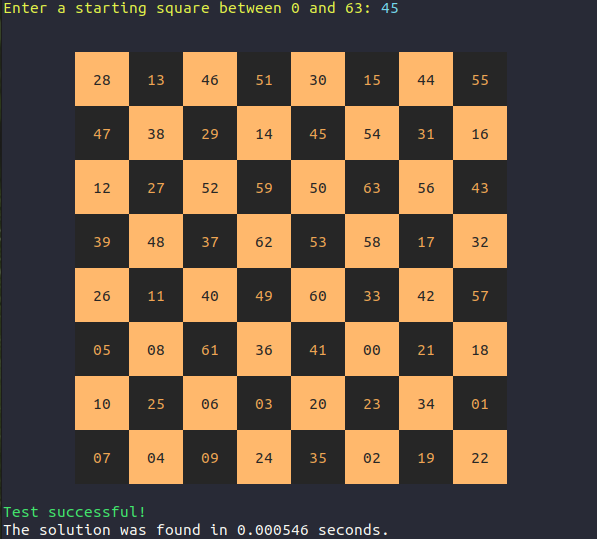 Enter a starting square between 0 and 63: 45
28 13 46 51 30 15 44 55
47 38 29 14 45 54 31 16
12 27 52 59 50 63 56 43
39 48 37 62 53 58 17 32
26 11 40 49 60 33 42 57
05 08 61 36 41 00 21 18
10 25 06 03 20 23 34 01
07 04 09 24 35 02 19 22
Test successful!
The solution was found in 0.000546 seconds.